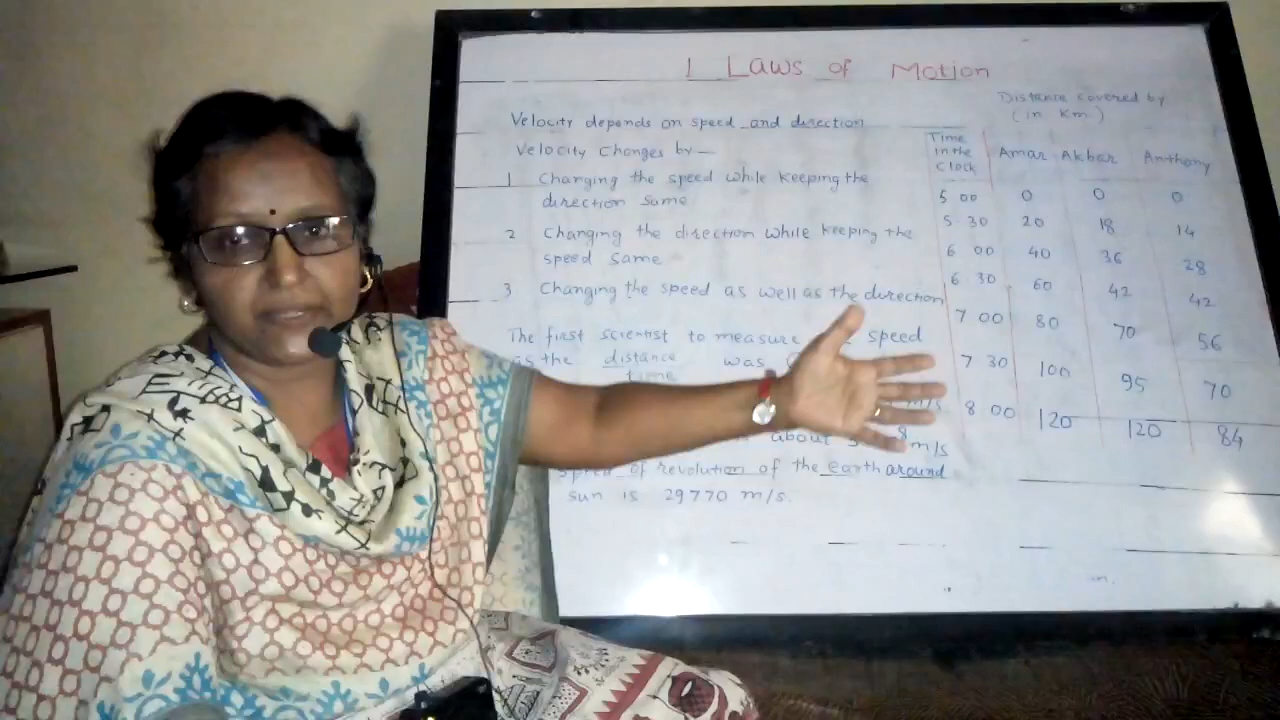 1 Laws of Motion
Velocity depends on speed and direction
Velocity Changes by —
1 Changing the speed while keeping the
direction same
2 Changing the direction while keeping the
speed same
3 Changing the speed as well as the direction
The first scientist to measure speed
as the distance was
time
m/s
about 8 m/s
Speed of revolution of the earth around
sun is 29770 m/s.
Distance covered by
(in Km)
Time in the Clock Amar Akbar Anthony
5 00 0 0 0
5.30 20 18 14
6 00 40 36 28
6 30 60 42 42
7 00 80 70 56
7 30 100 95 70
8 00 120 120 84